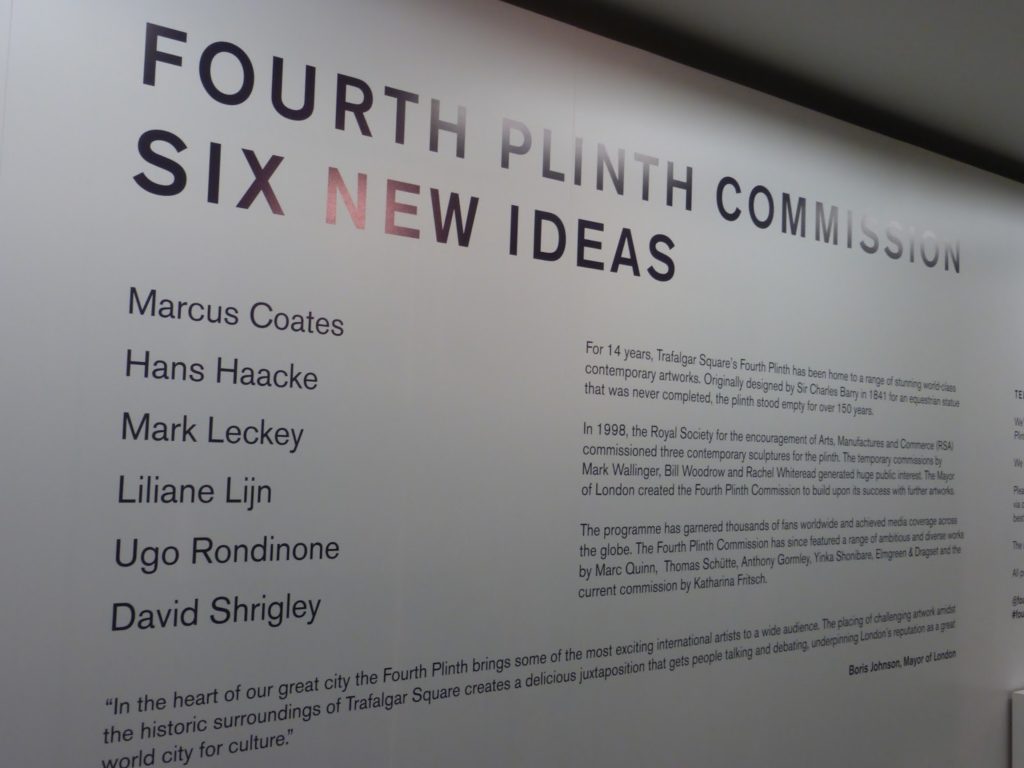 FOURTH PLINTH COMMISSION
SIX NEW IDEAS
Marcus Coates
Hans Haacke
Mark Leckey
Liliane Lijn
Ugo Rondinone
David Shrigley
For 14 years, Trafalgar Square's Fourth Plinth has been home to a range of stunning world-class
contemporary artworks. Originally designed by Sir Charles Barry in 1841 for an equestrian statue
that was never completed, the plinth stood empty for over 150 years.
In 1998, the Royal Society for the encouragement of Arts, Manufactures and Commerce (RSA)
commissioned three contemporary sculptures for the plinth. The temporary commissions by
Mark Wallinger, Bill Woodrow and Rachel Whiteread generated huge public interest. The Mayor
of London created the Fourth Plinth Commission to build upon its success with further artworks.
The programme has garnered thousands of fans worldwide and achieved media coverage across
the globe. The Fourth Plinth Commission has since featured a range of ambitious and diverse works
by Marc Quinn, Thomas Schütte, Anthony Gormley, Yinka Shonibare, Elmgreen & Dragset and the
current commission by Katharina Fritsch.
"In the heart of our great city the Fourth Plinth brings some of the most exciting international artists to a wide audience. The placing of challenging artwork amidst
the historic surroundings of Trafalgar Square creates a delicious juxtaposition that gets people talking and debating, underpinning London's reputation as a great
world city for culture."
Boris Johnson, Mayor of London
We
We